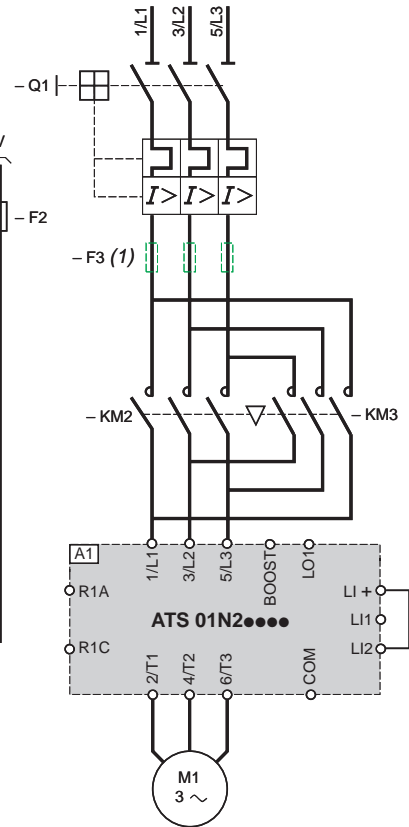 1/L1 3/L2 5/L3
– Q1
I> I> I>
– F2
– F3 (1)
– KM2 – KM3
A1
1/L1 3/L2 5/L3 BOOST LO1
R1A LI +
ATS 01N2●●●● LI1
R1C LI2
2/T1 4/T2 6/T3 COM
M1
3 ~